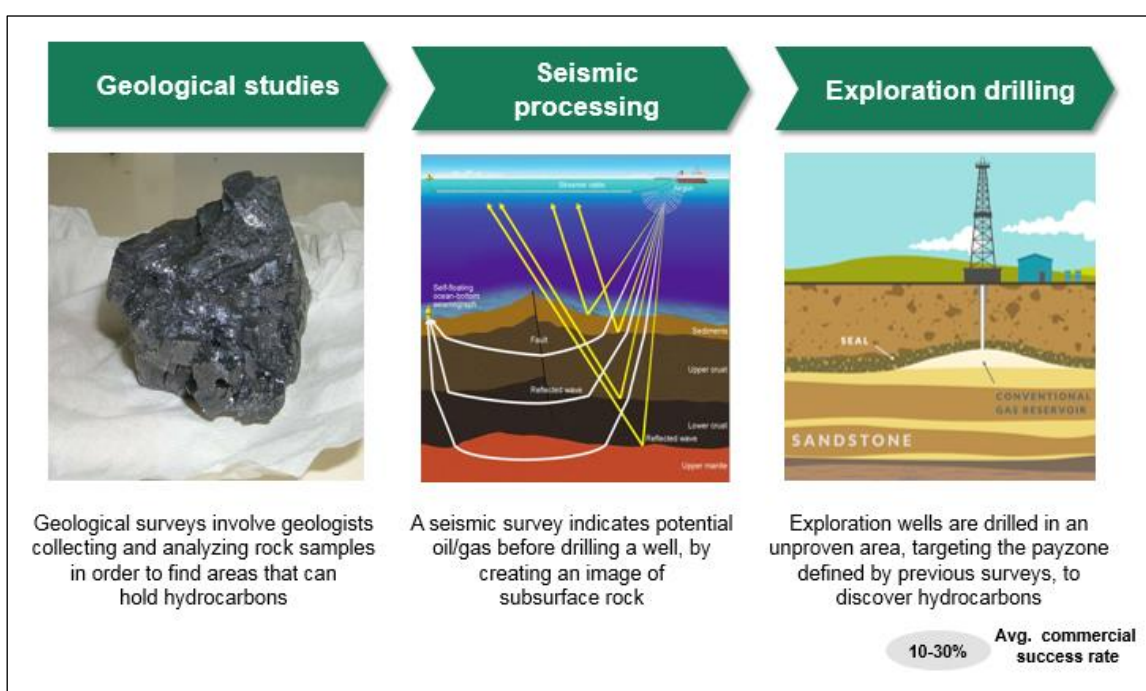 Geological studies
Seismic
processing
Exploration drilling
Seismic cable
Airgun
Self-floating
ocean-bottom
seismograph
Sediments
Fault
Upper crust
Reflected wave
Lower crust
Reflected wave
Upper mantle
SEAL
CONVENTIONAL
GAS RESERVOIR
SANDSTONE
Geological surveys involve geologists
collecting and analyzing rock samples
in order to find areas that can
hold hydrocarbons
A seismic survey indicates potential
oil/gas before drilling a well, by
creating an image of
subsurface rock
Exploration wells are drilled in an
unproven area, targeting the payzone
defined by previous surveys, to
discover hydrocarbons
10-30%
Avg. commercial
success rate